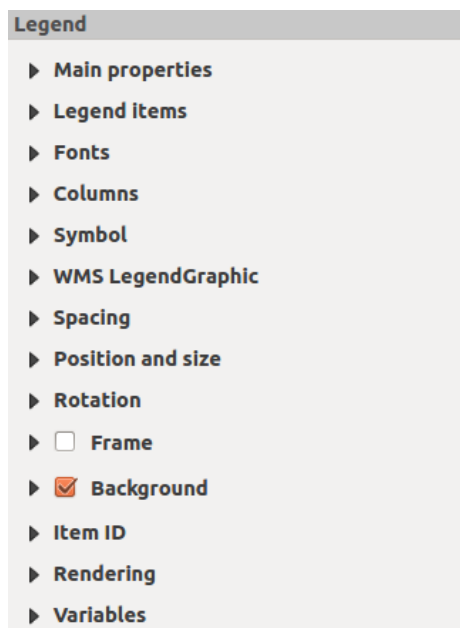 Legend
Main properties
Legend items
Fonts
Columns
Symbol
WMS LegendGraphic
Spacing
Position and size
Rotation
Frame
Background
Item ID
Rendering
Variables